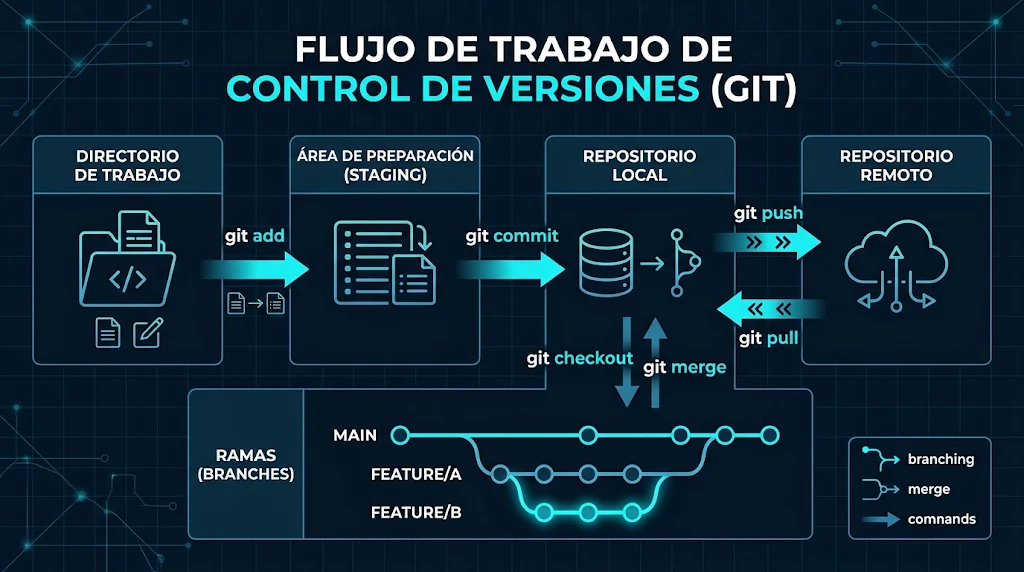 FLUJO DE TRABAJO DE
CONTROL DE VERSIONES (GIT)
DIRECTORIO
DE TRABAJO
</>
git add
ÁREA DE PREPARACIÓN
(STAGING)
git commit
REPOSITORIO
LOCAL
git push
git pull
REPOSITORIO
REMOTO
git checkout
git merge
RAMAS
(BRANCHES)
MAIN
FEATURE/A
FEATURE/B
branching
merge
comnands